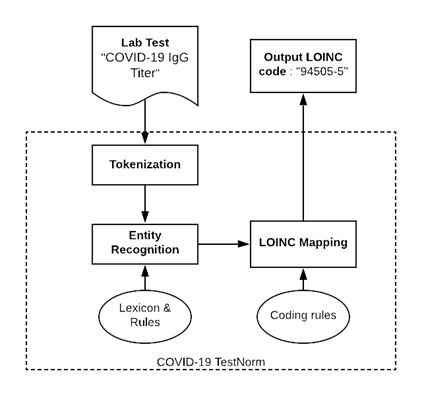 Lab Test
"COVID-19 IgG
Titer"
Output LOINC
code : "94505-5"
Tokenization
Entity
Recognition
LOINC Mapping
Lexicon &
Rules
Coding rules
COVID-19 TestNorm